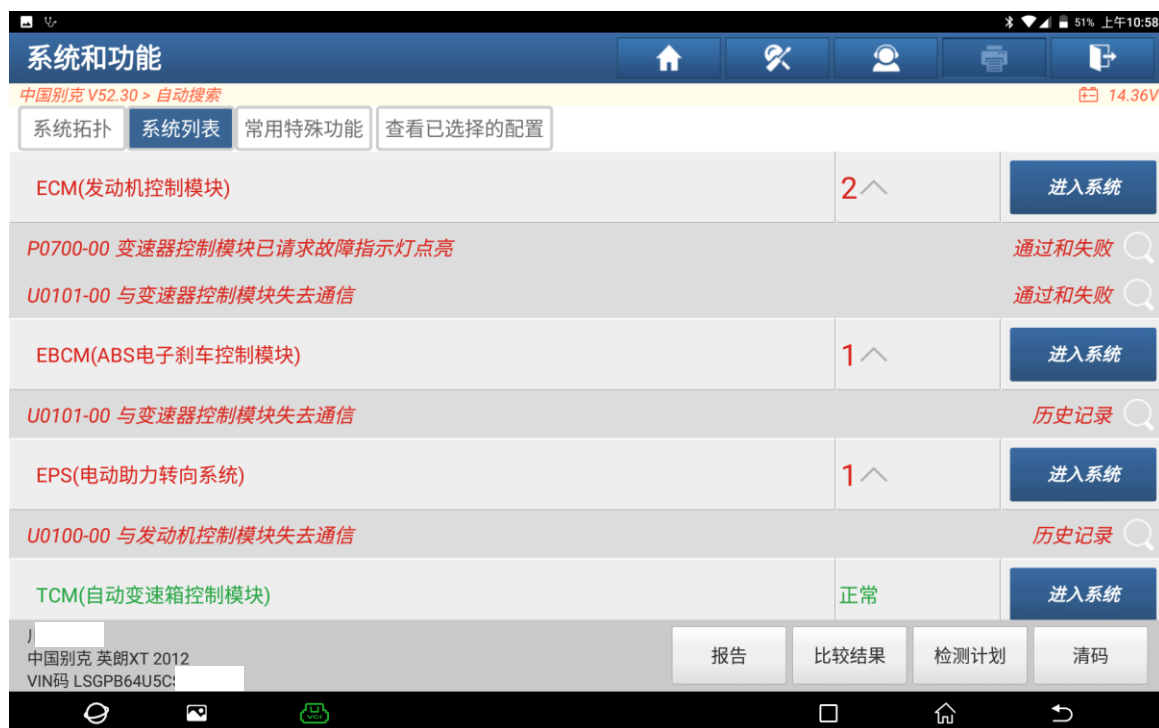 51% 上午10:58
系统和功能
中国别克 V52.30 > 自动搜索 14.36V
系统拓扑 系统列表 常用特殊功能 查看已选择的配置
ECM(发动机控制模块) 2 进入系统
P0700-00 变速器控制模块已请求故障指示灯点亮 通过和失败
U0101-00 与变速器控制模块失去通信 通过和失败
EBCM(ABS电子刹车控制模块) 1 进入系统
U0101-00 与变速器控制模块失去通信 历史记录
EPS(电动助力转向系统) 1 进入系统
U0100-00 与发动机控制模块失去通信 历史记录
TCM(自动变速箱控制模块) 正常 进入系统
中国别克 英朗XT 2012
VIN码 LSGPB64U5C
报告 比较结果 检测计划 清码
VCI